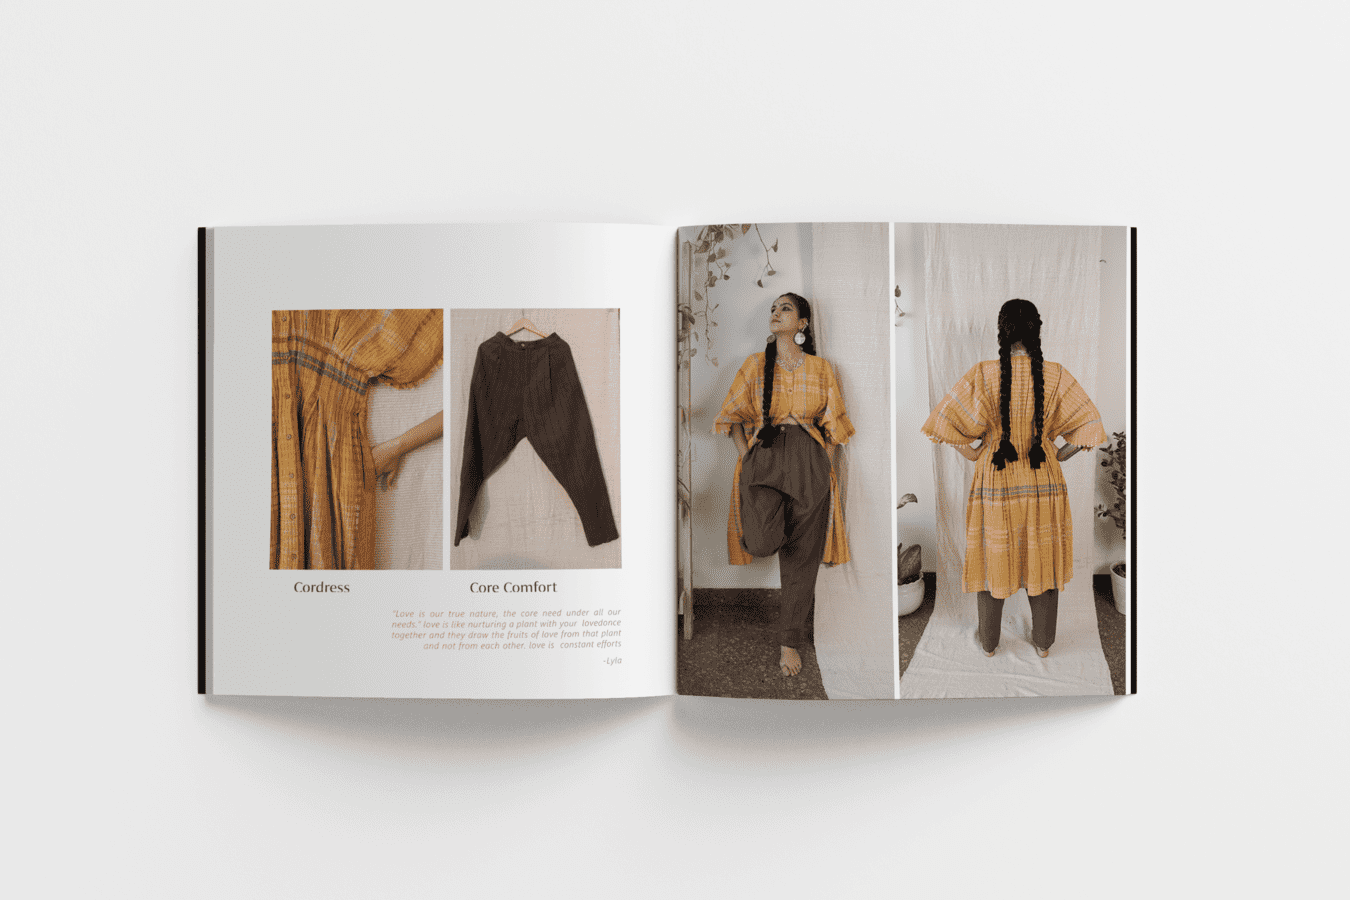 Cordress
Core Comfort
"Love is our true nature, the core need under all our
needs." love is like nurturing a plant with your lovedonce
together and they draw the fruits of love from that plant
and not from each other. love is constant efforts
-Lyla